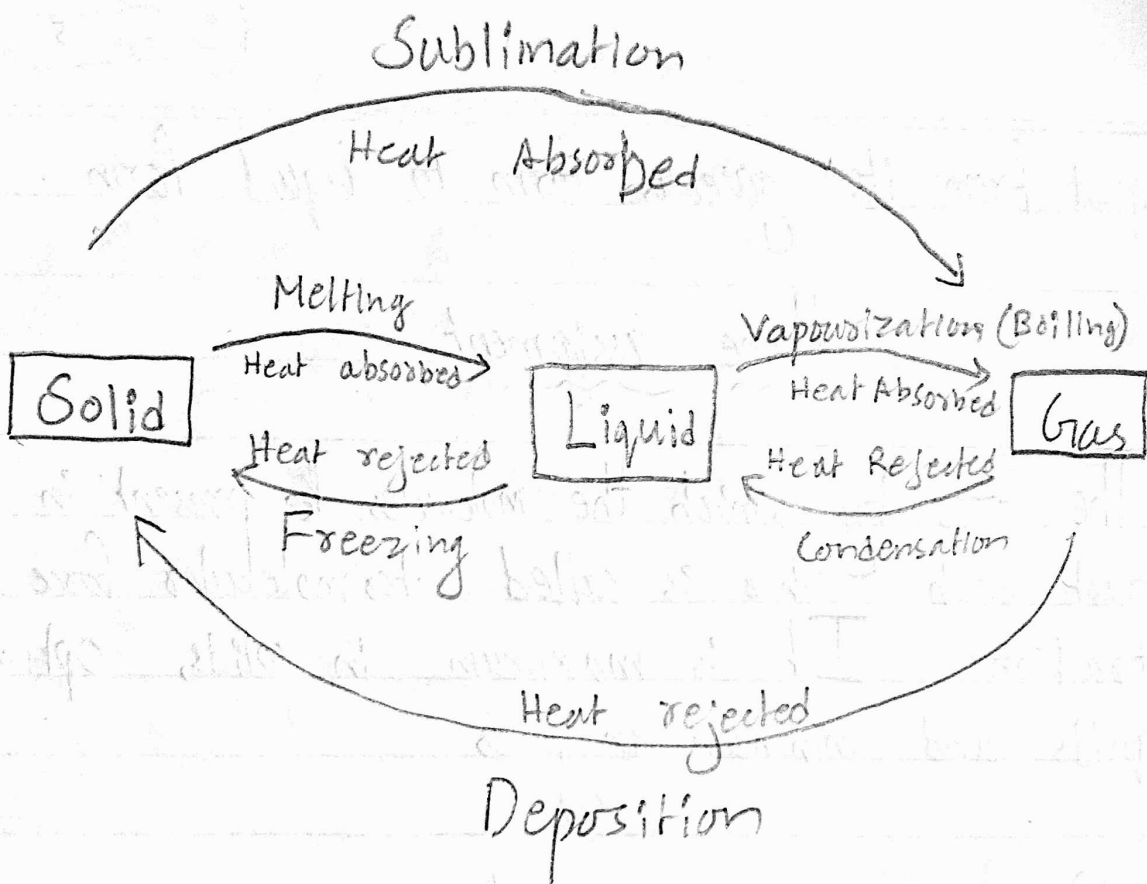 Sublimation
Heat Absorbed
Melting
Vapourization (Boiling)
Heat absorbed
Heat Absorbed
Solid
Liquid
Gas
Heat rejected
Heat Rejected
Freezing
Condensation
Heat rejected
Deposition